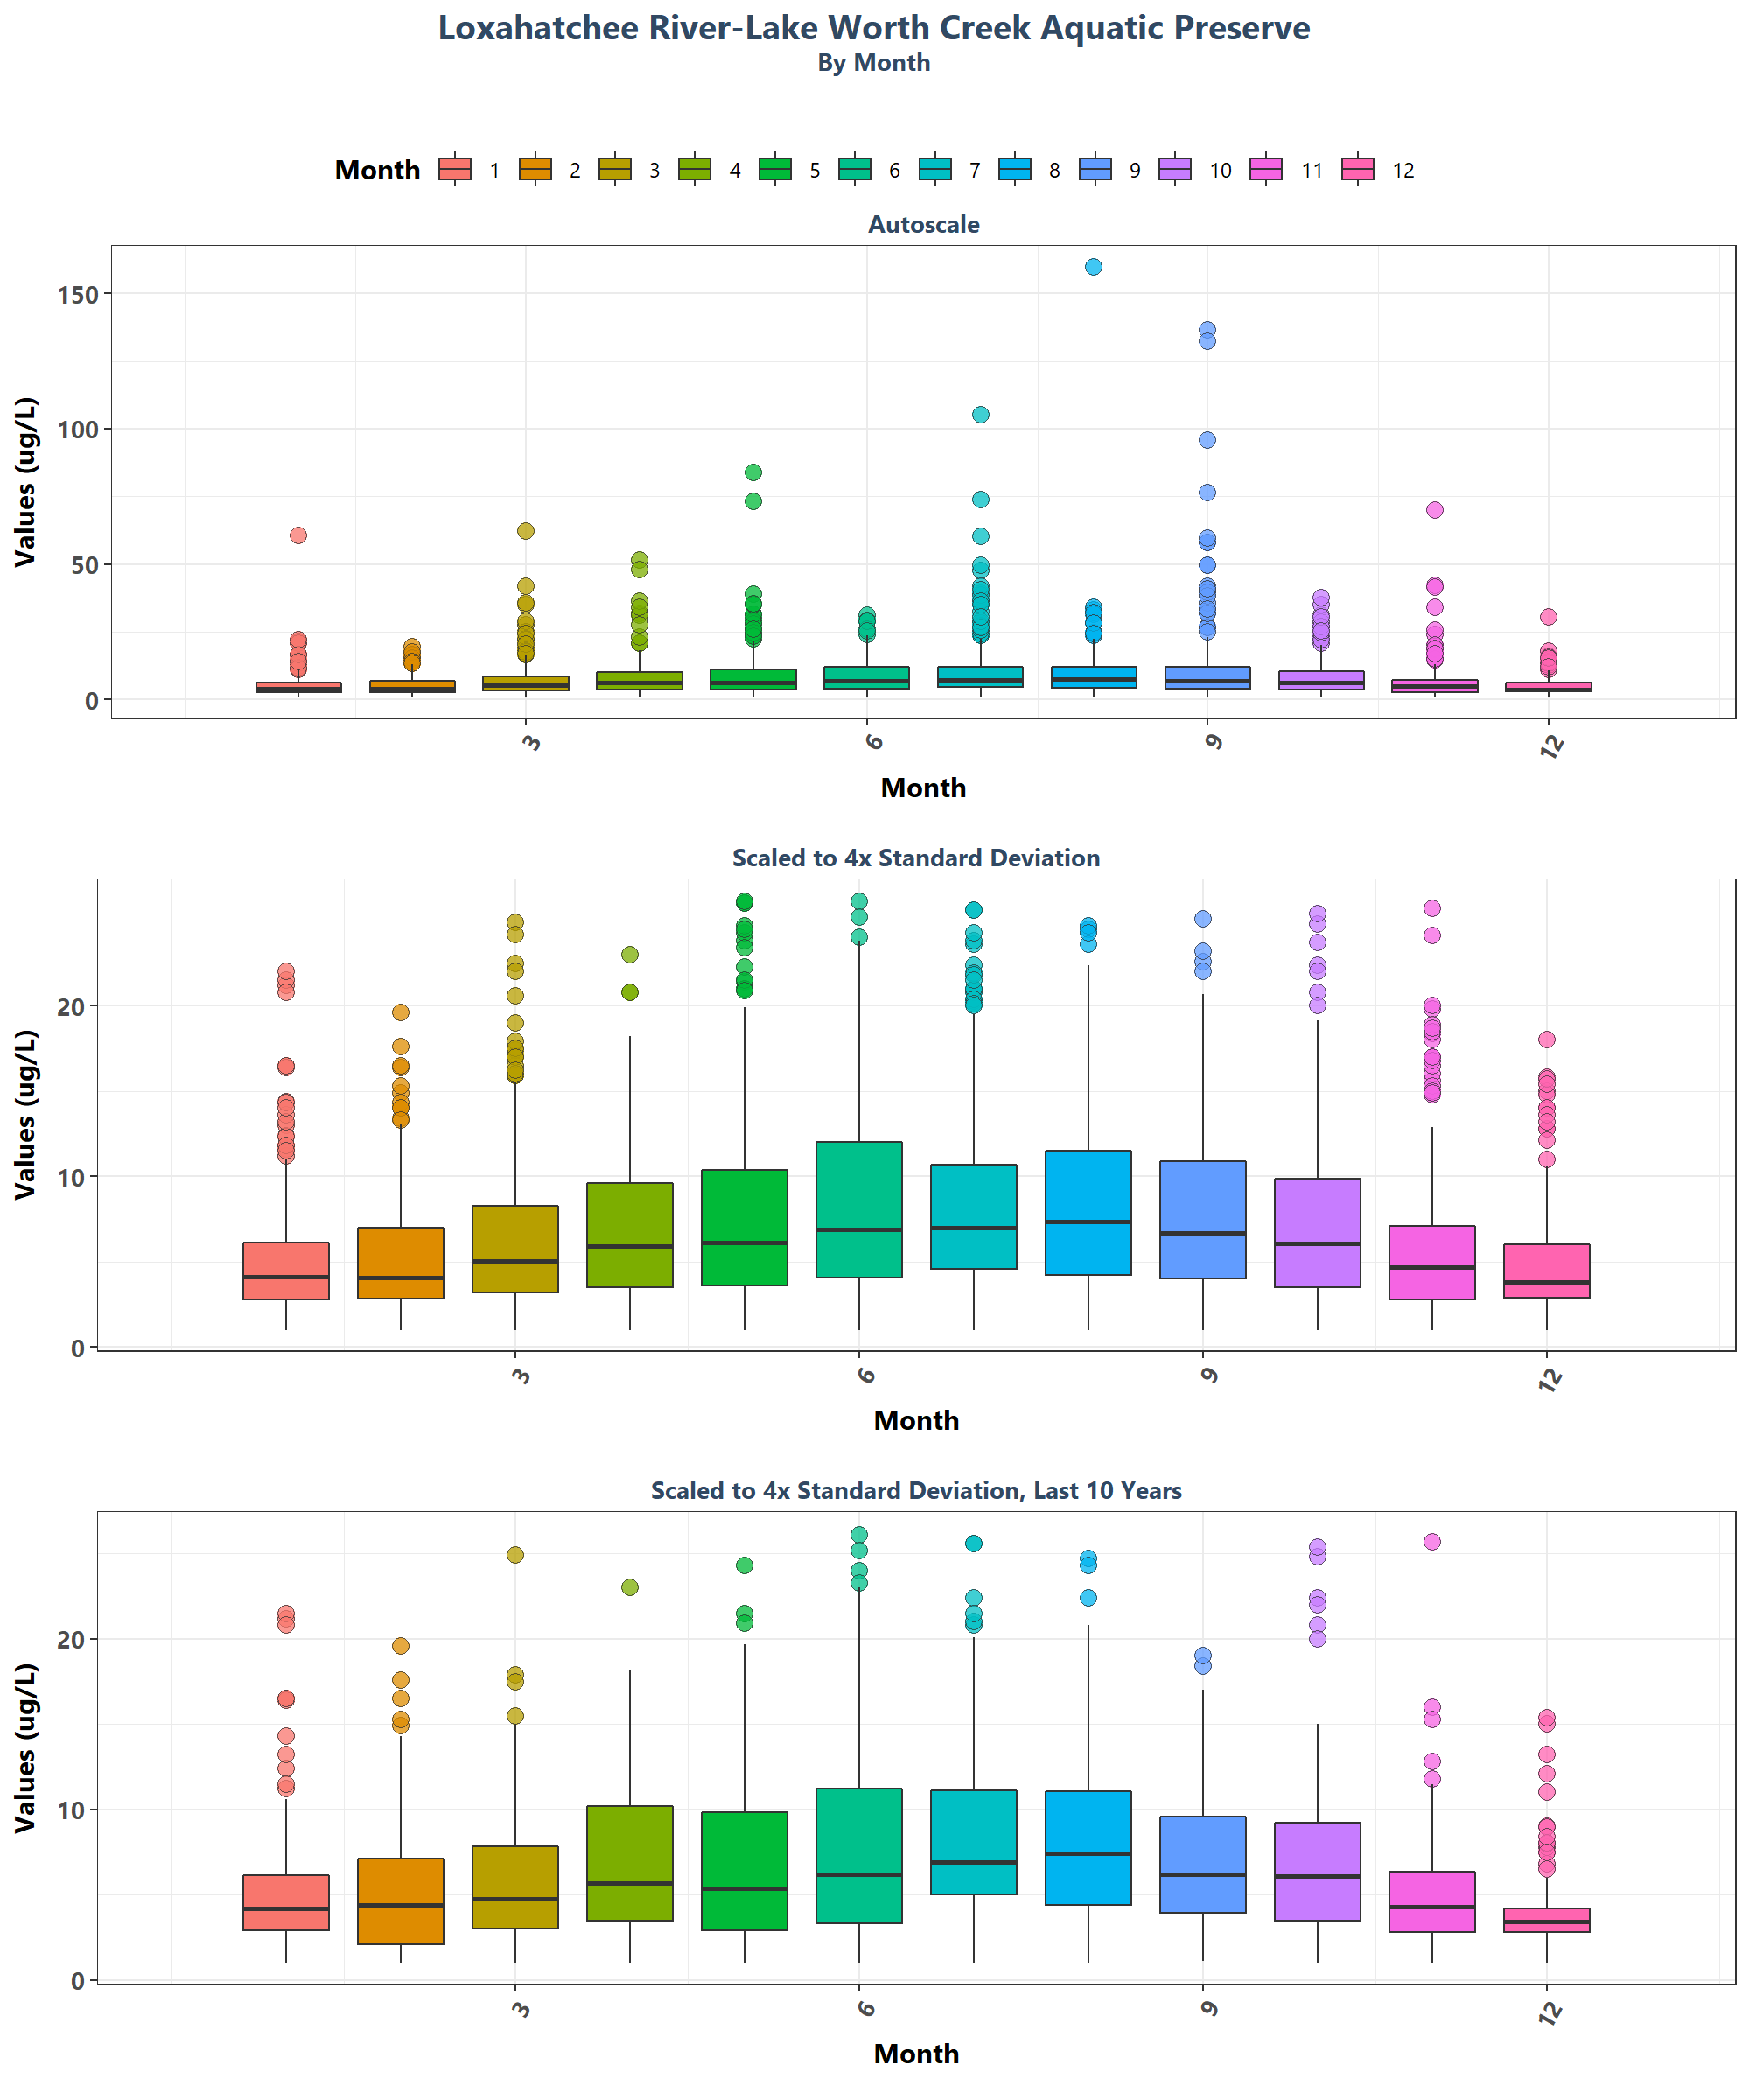 Loxahatchee River-Lake Worth Creek Aquatic Preserve
By Month
Month 1 2 3 4 5 6 7 8 9 10 11 12
Autoscale
Values (ug/L)
150
100
50
0
3 6 9 12
Month
Scaled to 4x Standard Deviation
Values (ug/L)
20
10
0
3 6 9 12
Month
Scaled to 4x Standard Deviation, Last 10 Years
Values (ug/L)
20
10
0
3 6 9 12
Month